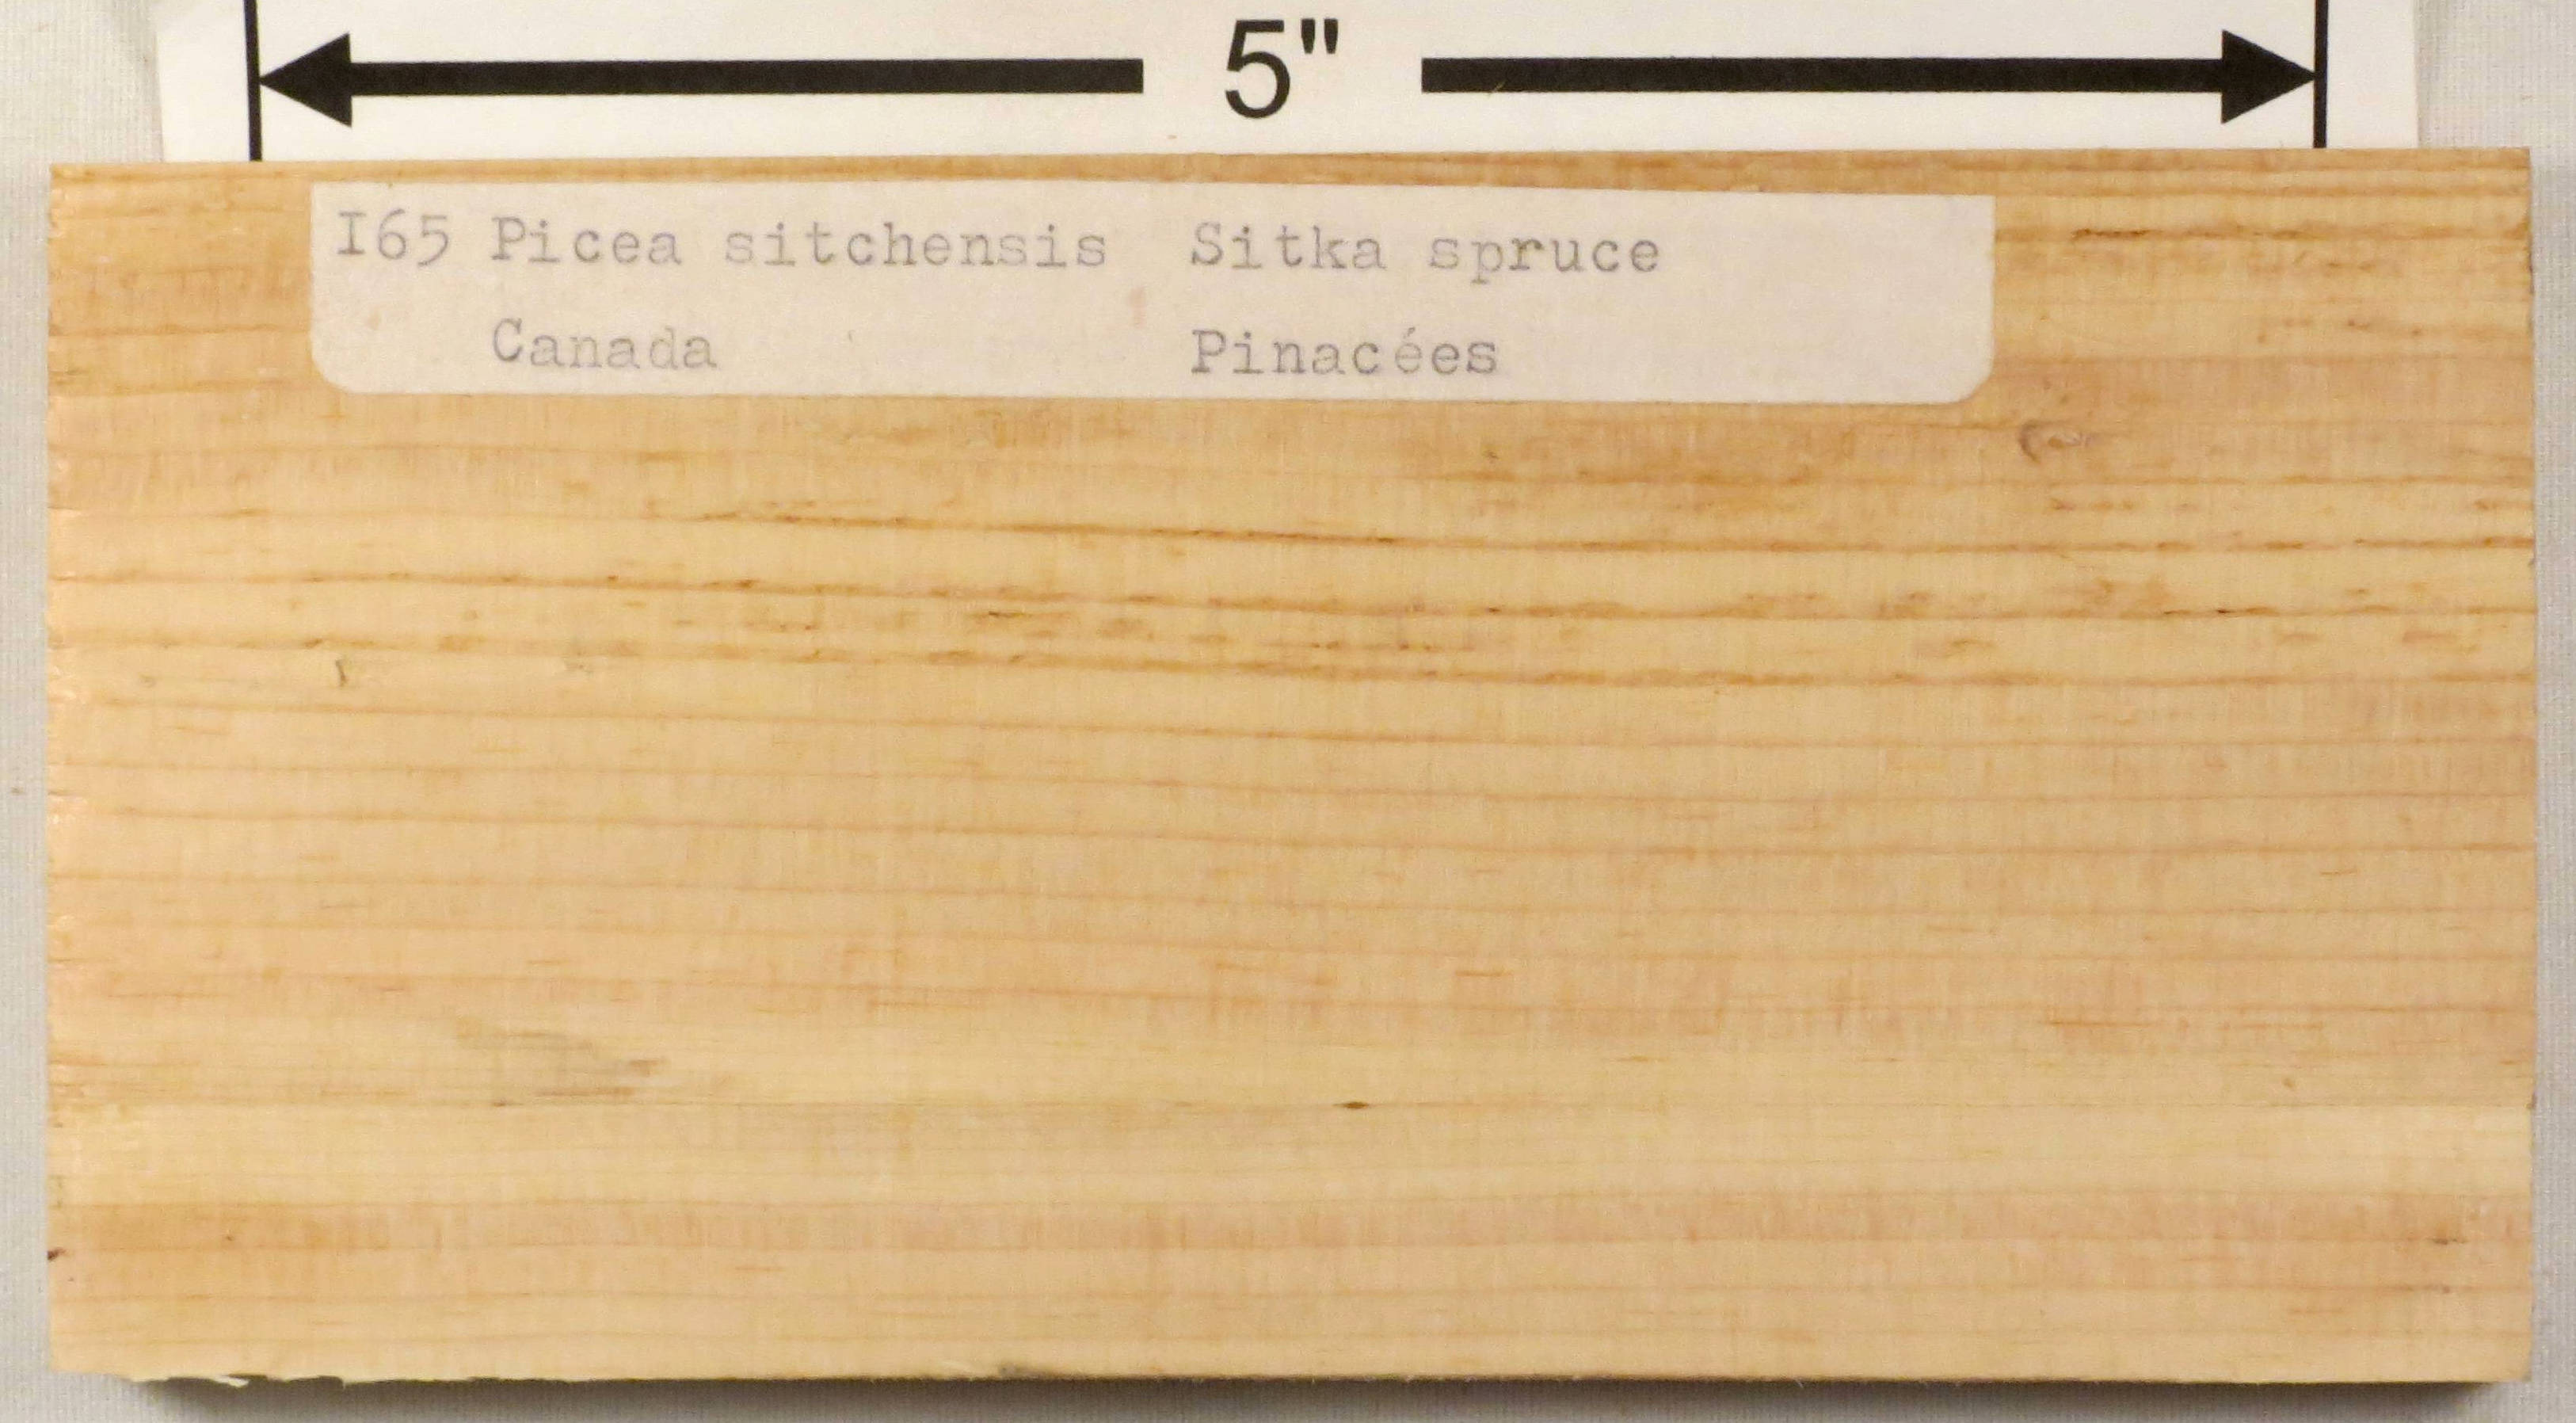 5"
I65 Picea sitchensis Sitka spruce
Canada Pinacées